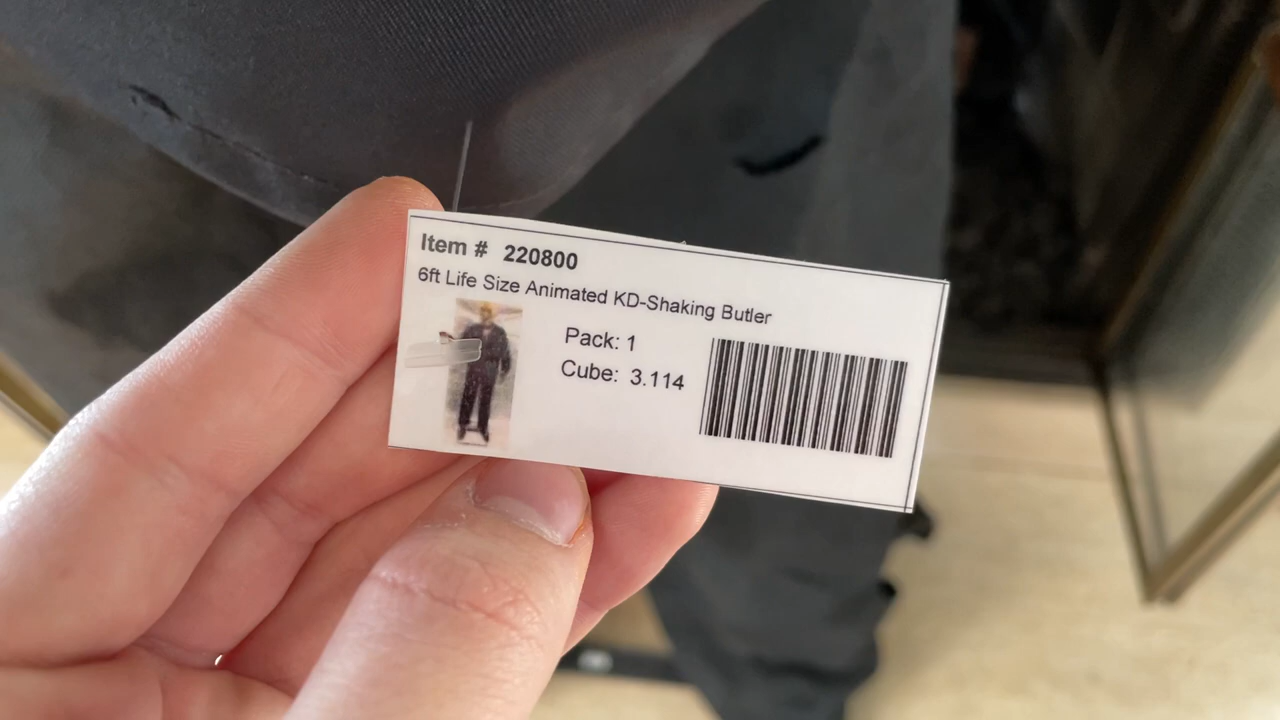 Item # 220800
6ft Life Size Animated KD-Shaking Butler
Pack: 1
Cube: 3.114